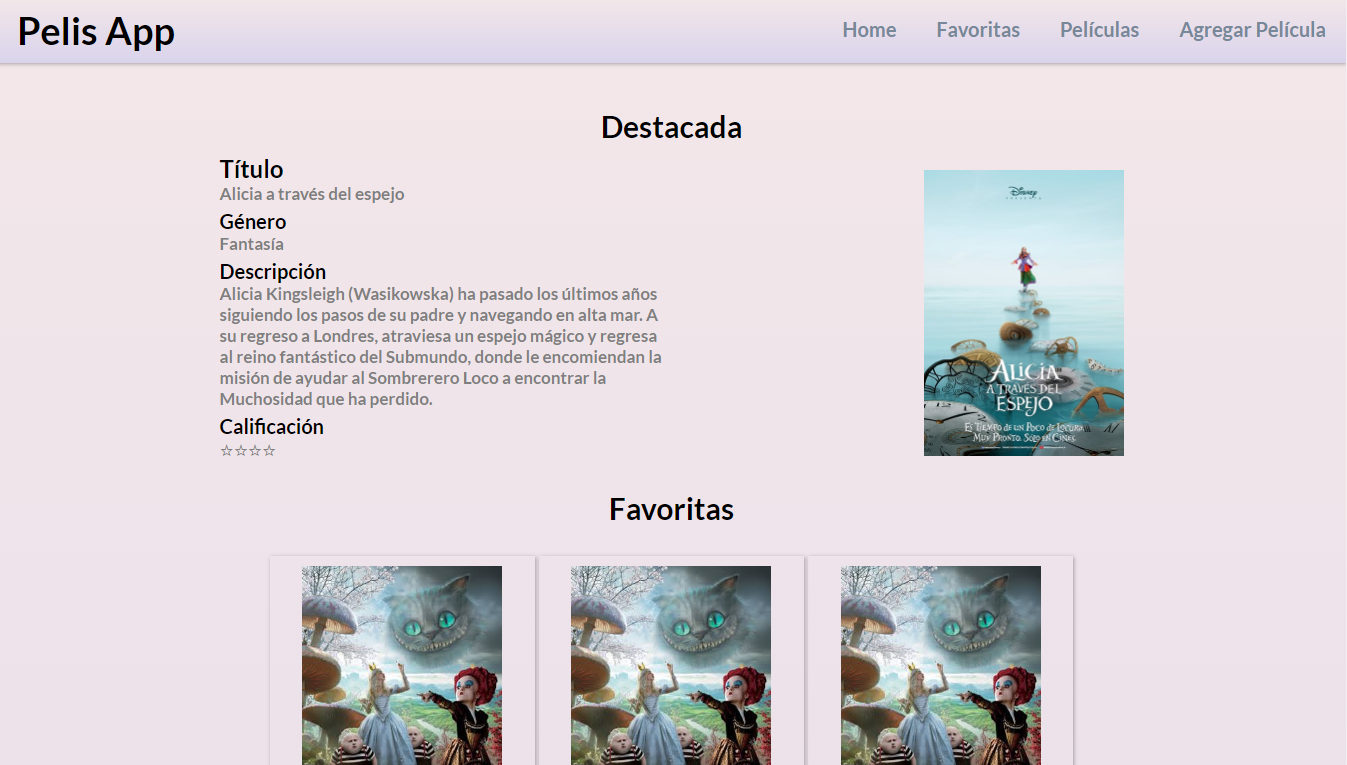 Pelis App
Home Favoritas Películas Agregar Película
Destacada
Título
Alicia a través del espejo
Género
Fantasía
Descripción
Alicia Kingsleigh (Wasikowska) ha pasado los últimos años
siguiendo los pasos de su padre y navegando en alta mar. A
su regreso a Londres, atraviesa un espejo mágico y regresa
al reino fantástico del Submundo, donde le encomiendan la
misión de ayudar al Sombrerero Loco a encontrar la
Muchosidad que ha perdido.
Calificación
☆☆☆☆
Disney
ALICIA
A TRAVÉS DEL
ESPEJO
ES TIEMPO DE UN POCO DE LOCURA.
MUY PRONTO. SOLO EN CINES.
Favoritas